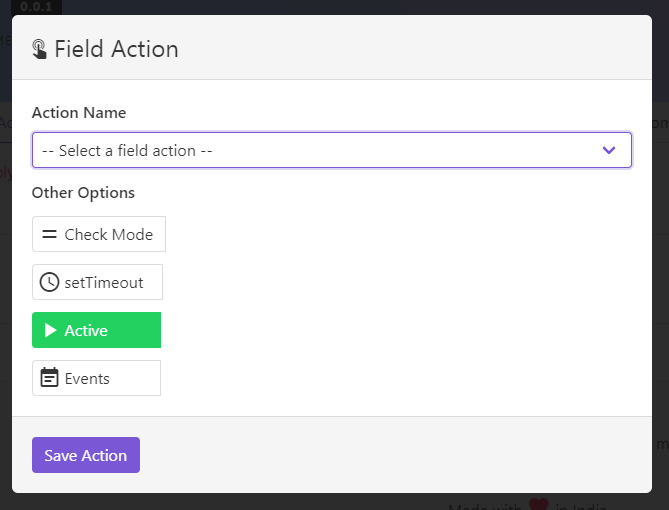 0.0.1
Field Action
Action Name
-- Select a field action --
Other Options
Check Mode
setTimeout
Active
Events
Save Action
Made with in India